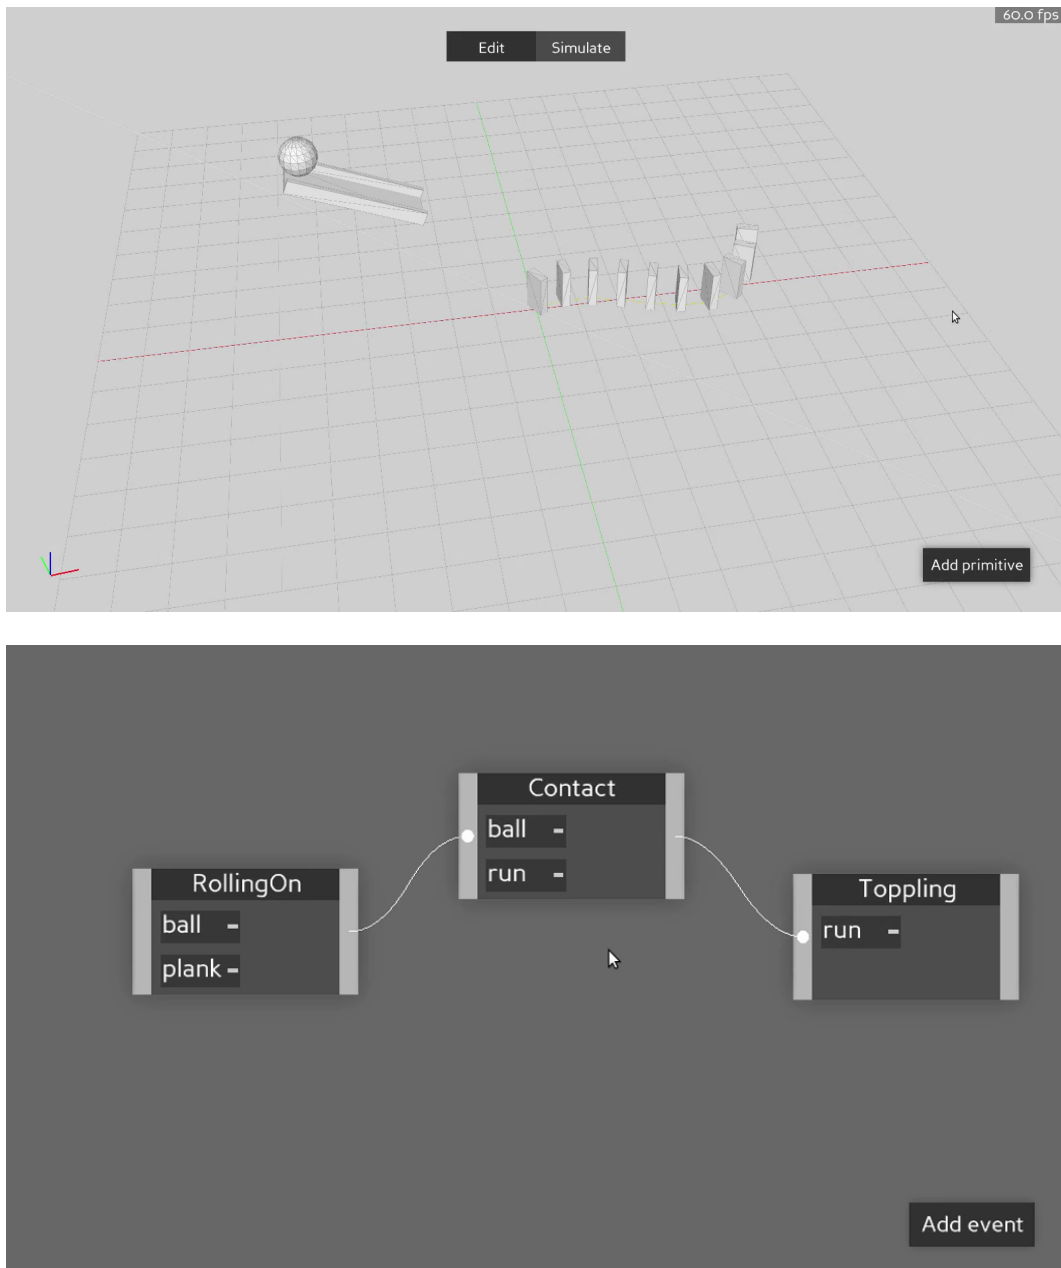 60.0 fps
Edit Simulate
Add primitive
Contact
ball -
run -
RollingOn
ball -
plank -
Toppling
run -
Add event